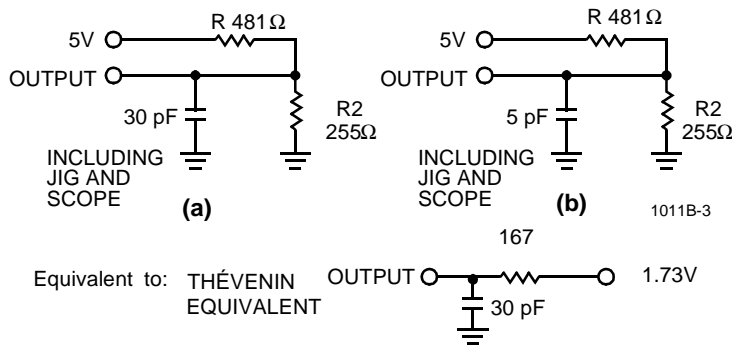 R 481Ω
5V
OUTPUT
30 pF
R2
255Ω
INCLUDING
JIG AND
SCOPE
(a)
R 481Ω
5V
OUTPUT
5 pF
R2
255Ω
INCLUDING
JIG AND
SCOPE
(b)
1011B-3
Equivalent to:
THÉVENIN
EQUIVALENT
OUTPUT
167
1.73V
30 pF